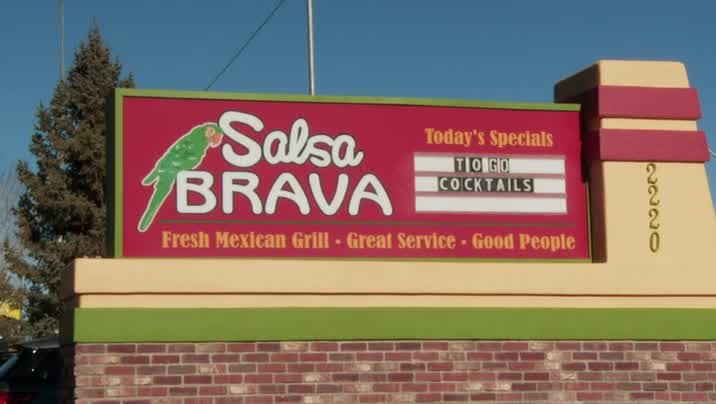 Salsa
BRAVA
Today's Specials
TO GO
COCKTAILS
Fresh Mexican Grill • Great Service • Good People
2220